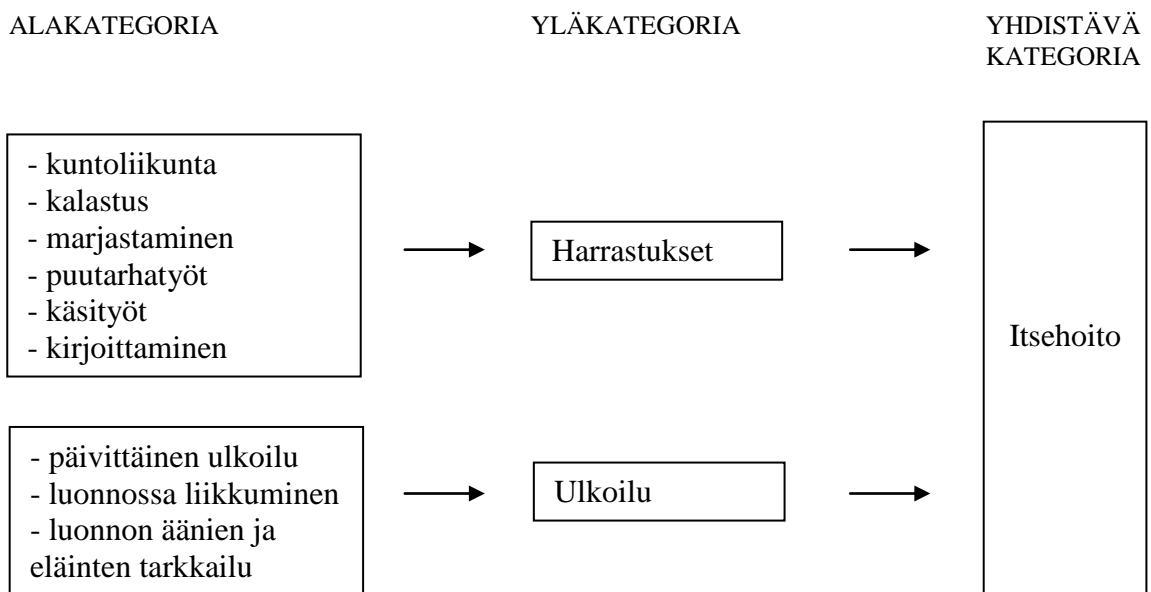 ALAKATEGORIA
YLÄKATEGORIA
YHDISTÄVÄ
KATEGORIA
- kuntoliikunta
- kalastus
- marjastaminen
- puutarhatyöt
- käsityöt
- kirjoittaminen
Harrastukset
Itsehoito
- päivittäinen ulkoilu
- luonnossa liikkuminen
- luonnon äänien ja
eläinten tarkkailu
Ulkoilu